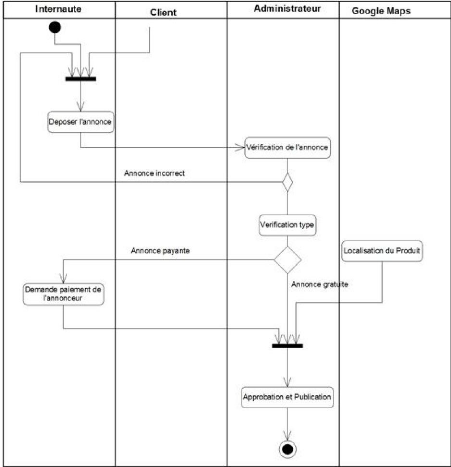 Internaute
Client
Administrateur
Google Maps
Deposer l'annonce
Vérification de l'annonce
Annonce incorrect
Verification type
Annonce payante
Localisation du Produit
Demande paiement de
l'annonceur
Annonce gratuite
Approbation et Publication